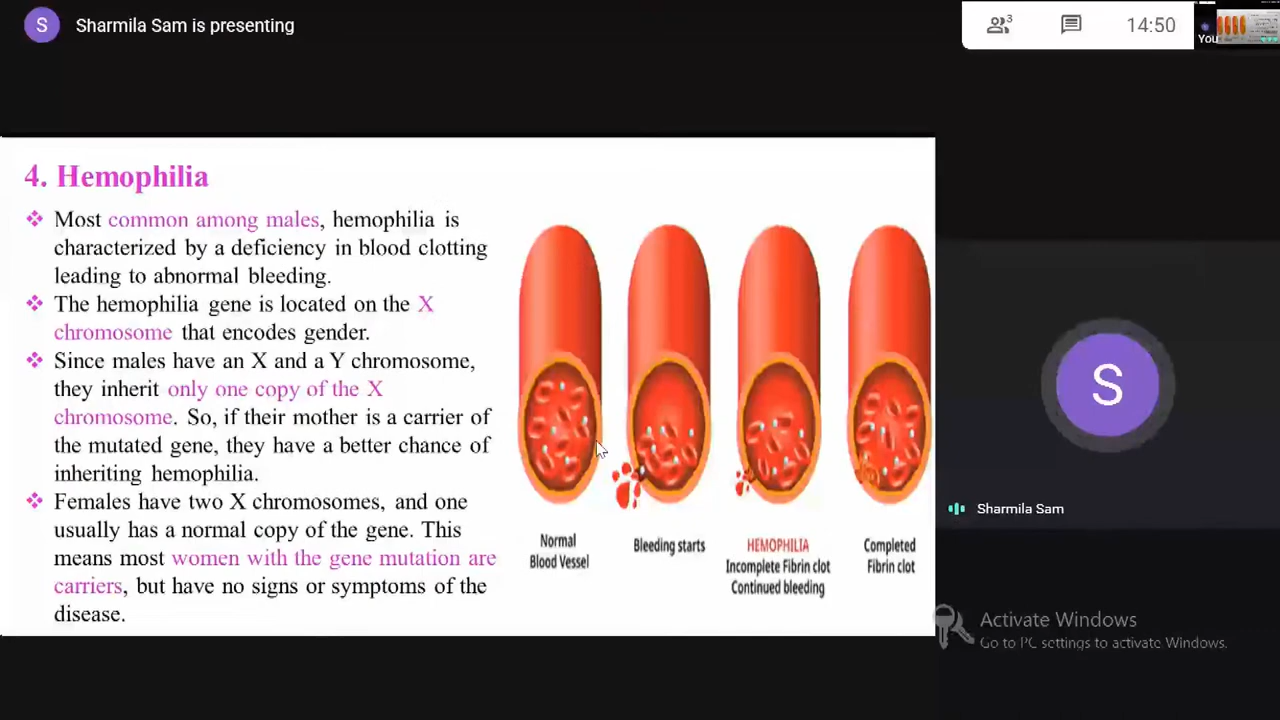 S
Sharmila Sam is presenting
3
14:50
You
4. Hemophilia
❖ Most common among males, hemophilia is
characterized by a deficiency in blood clotting
leading to abnormal bleeding.
❖ The hemophilia gene is located on the X
chromosome that encodes gender.
❖ Since males have an X and a Y chromosome,
they inherit only one copy of the X
chromosome. So, if their mother is a carrier of
the mutated gene, they have a better chance of
inheriting hemophilia.
❖ Females have two X chromosomes, and one
usually has a normal copy of the gene. This
means most women with the gene mutation are
carriers, but have no signs or symptoms of the
disease.
Normal
Blood Vessel
Bleeding starts
HEMOPHILIA
Incomplete Fibrin clot
Continued bleeding
Completed
Fibrin clot
S
Sharmila Sam
Activate Windows
Go to PC settings to activate Windows.